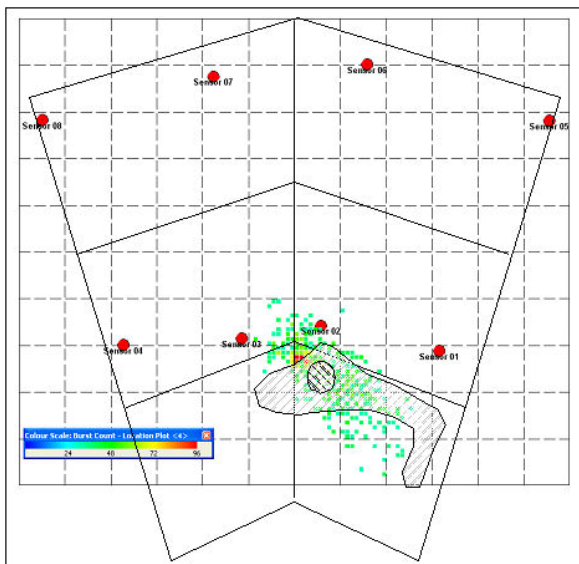 Sensor 06
Sensor 07
Sensor 08
Sensor 05
Sensor 02
Sensor 03
Sensor 04
Sensor 01
Colour Scale: Burst Count - Location Plot <4>
24 48 72 96